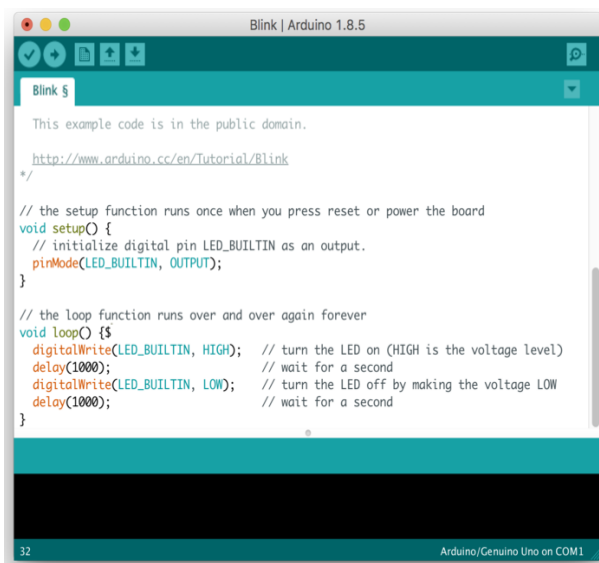 Blink | Arduino 1.8.5
Blink §
This example code is in the public domain.
http://www.arduino.cc/en/Tutorial/Blink
*/
// the setup function runs once when you press reset or power the board
void setup() {
// initialize digital pin LED_BUILTIN as an output.
pinMode(LED_BUILTIN, OUTPUT);
}
// the loop function runs over and over again forever
void loop() {$
digitalWrite(LED_BUILTIN, HIGH); // turn the LED on (HIGH is the voltage level)
delay(1000); // wait for a second
digitalWrite(LED_BUILTIN, LOW); // turn the LED off by making the voltage LOW
delay(1000); // wait for a second
}
32 Arduino/Genuino Uno on COM1